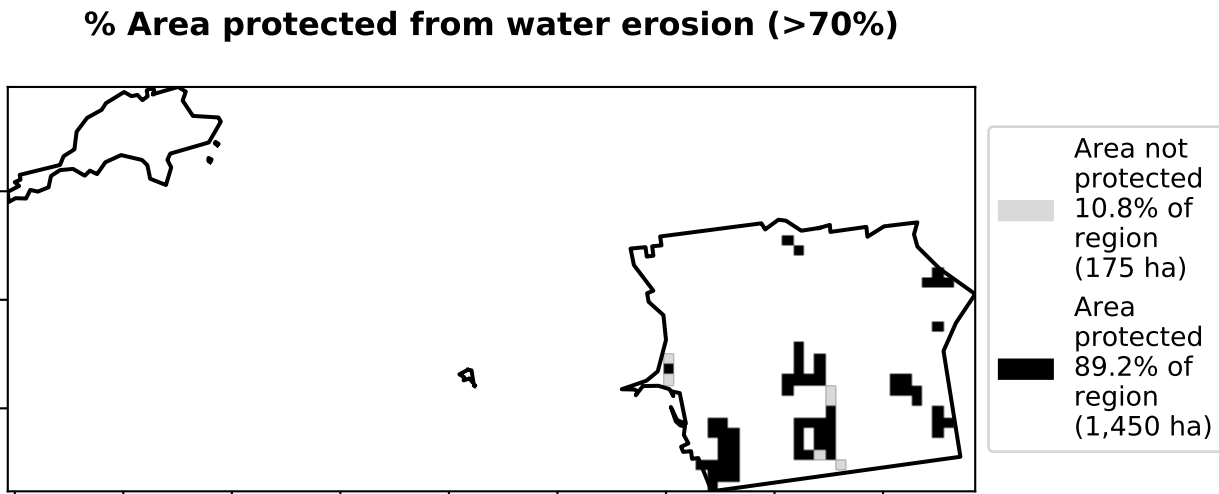 % Area protected from water erosion (>70%)
Area not
protected
10.8% of
region
(175 ha)
Area
protected
89.2% of
region
(1,450 ha)